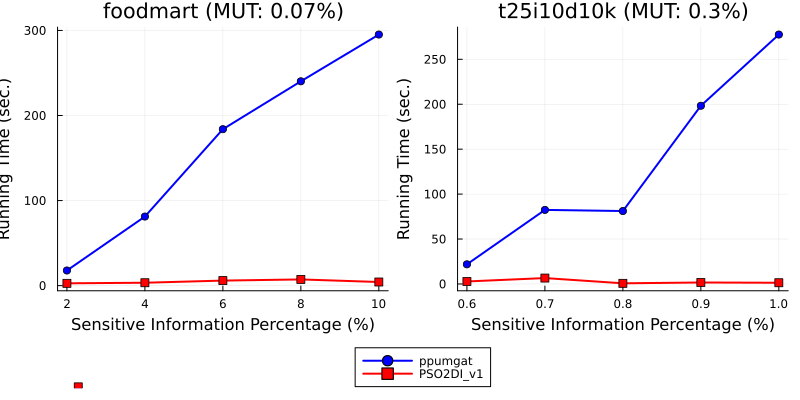 foodmart (MUT: 0.07%)
300
200
100
0
2 4 6 8 10
Running Time (sec.)
Sensitive Information Percentage (%)
t25i10d10k (MUT: 0.3%)
250
200
150
100
50
0
0.6 0.7 0.8 0.9 1.0
Running Time (sec.)
Sensitive Information Percentage (%)
ppumgat
PSO2DI_v1